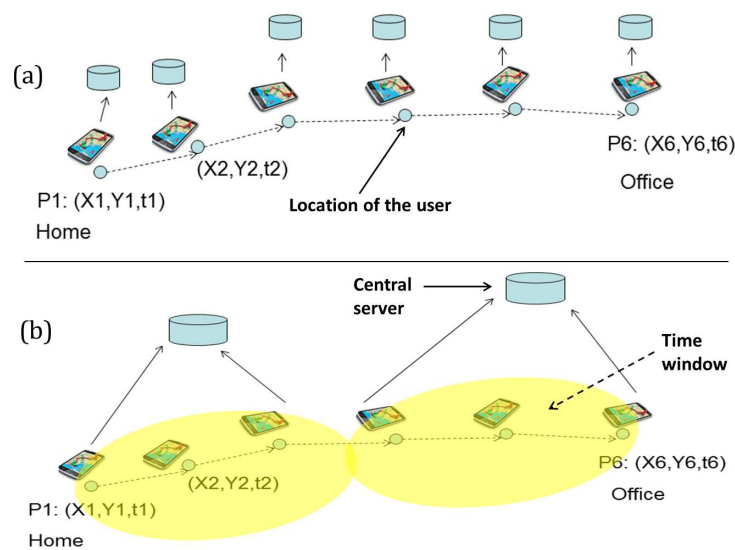 (a)
P6: (X6,Y6,t6)
(X2,Y2,t2)
Office
P1: (X1,Y1,t1)
Location of the user
Home
Central
server
(b)
Time
window
P6: (X6,Y6,t6)
(X2,Y2,t2)
Office
P1: (X1,Y1,t1)
Home